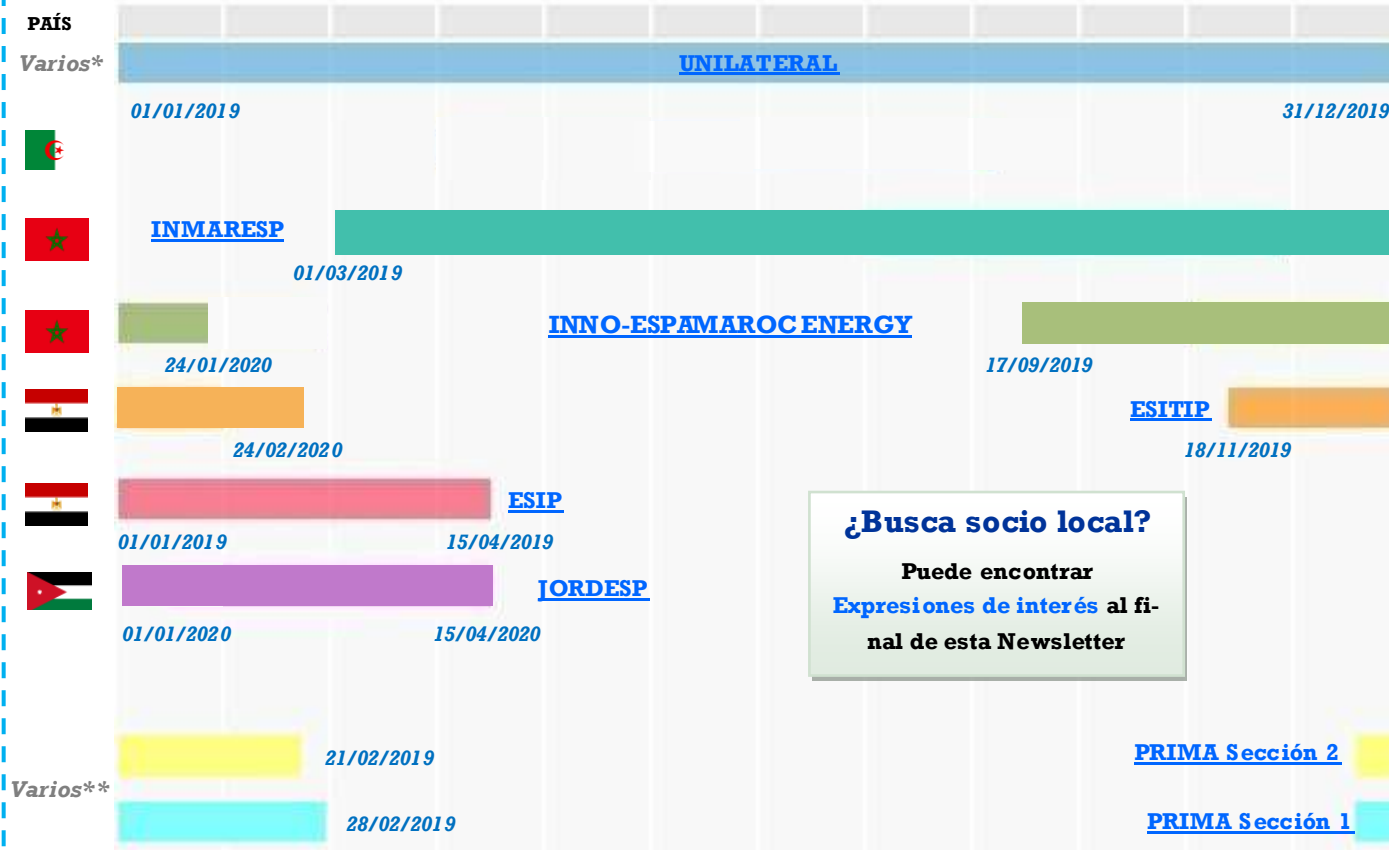 PAÍS
Varios*
UNILATERAL
01/01/2019
31/12/2019
INMARESP
01/03/2019
INNO-ESPAMAROC ENERGY
24/01/2020
17/09/2019
ESITIP
24/02/2020
18/11/2019
ESIP
01/01/2019
15/04/2019
JORDESP
01/01/2020
15/04/2020
¿Busca socio local?
Puede encontrar
Expresiones de interés al fi-
nal de esta Newsletter
21/02/2019
PRIMA Sección 2
Varios**
28/02/2019
PRIMA Sección 1